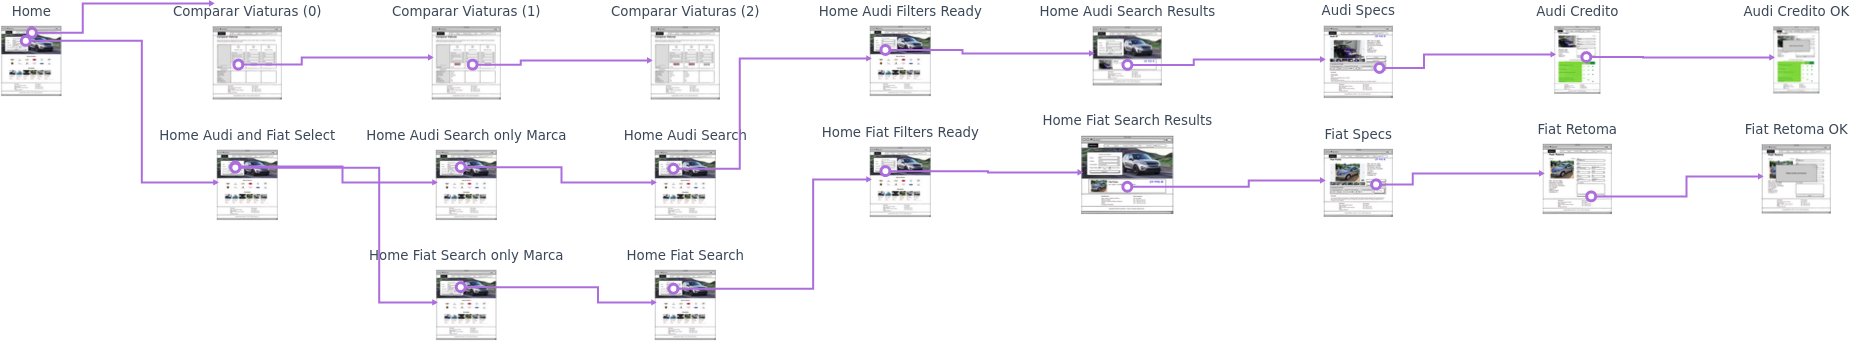 Home
Comparar Viaturas (0)
Comparar Viaturas (1)
Comparar Viaturas (2)
Home Audi Filters Ready
Home Audi Search Results
Audi Specs
Audi Credito
Audi Credito OK
Home Audi and Fiat Select
Home Audi Search only Marca
Home Audi Search
Home Fiat Filters Ready
Home Fiat Search Results
Fiat Specs
Fiat Retoma
Fiat Retoma OK
Home Fiat Search only Marca
Home Fiat Search